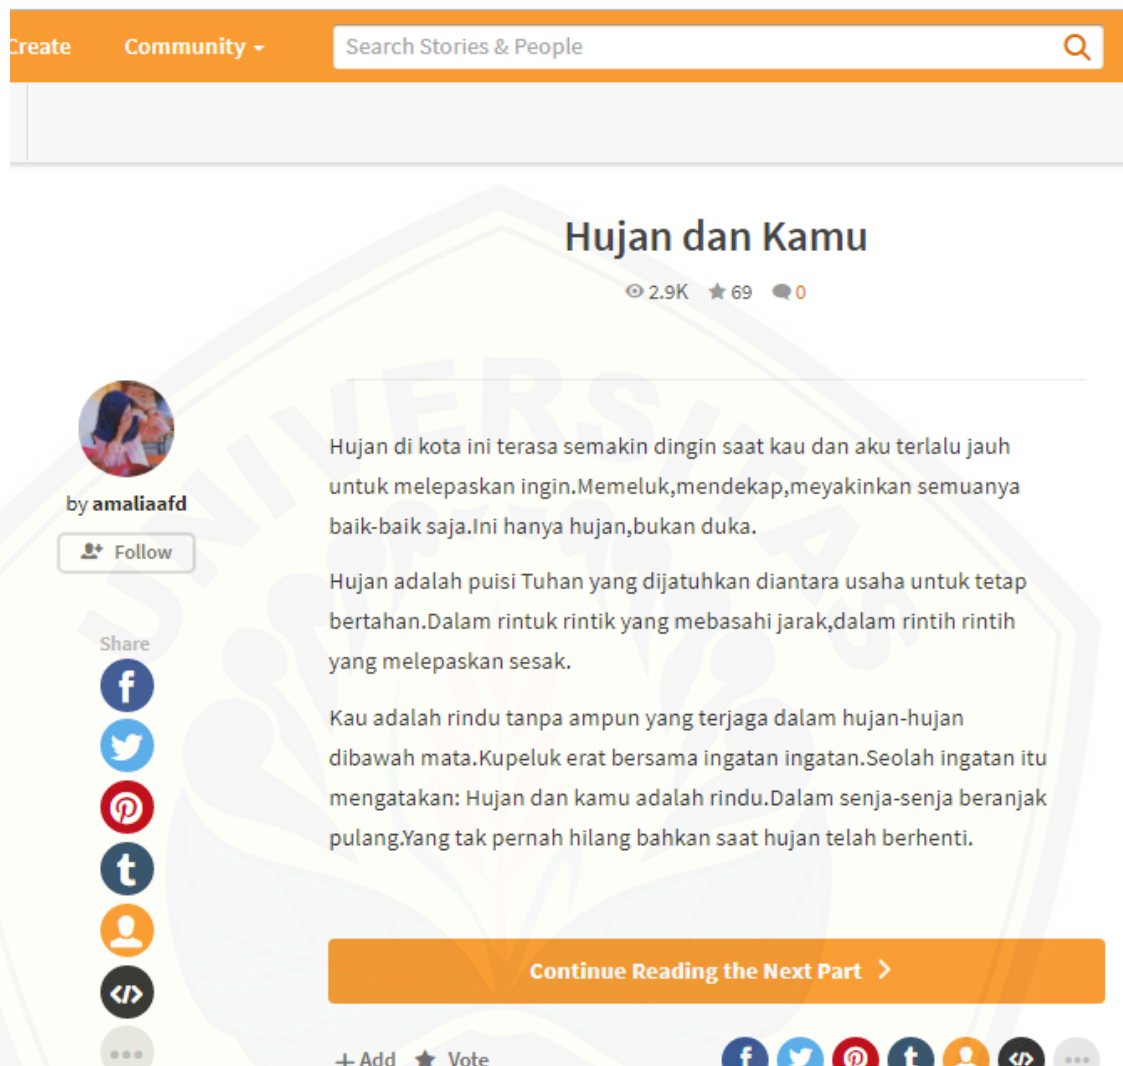 Create Community
Search Stories & People
Hujan dan Kamu
2.9K 69 0
by amaliaafd
Follow
Share
Hujan di kota ini terasa semakin dingin saat kau dan aku terlalu jauh
untuk melepaskan ingin.Memeluk,mendekap,meyakinkan semuanya
baik-baik saja.Ini hanya hujan,bukan duka.
Hujan adalah puisi Tuhan yang dijatuhkan diantara usaha untuk tetap
bertahan.Dalam rintuk rintik yang mebasahi jarak,dalam rintih rintih
yang melepaskan sesak.
Kau adalah rindu tanpa ampun yang terjaga dalam hujan-hujan
dibawah mata.Kupeluk erat bersama ingatan ingatan.Seolah ingatan itu
mengatakan: Hujan dan kamu adalah rindu.Dalam senja-senja beranjak
pulang.Yang tak pernah hilang bahkan saat hujan telah berhenti.
Continue Reading the Next Part
+ Add Vote
UNIVERSITAS